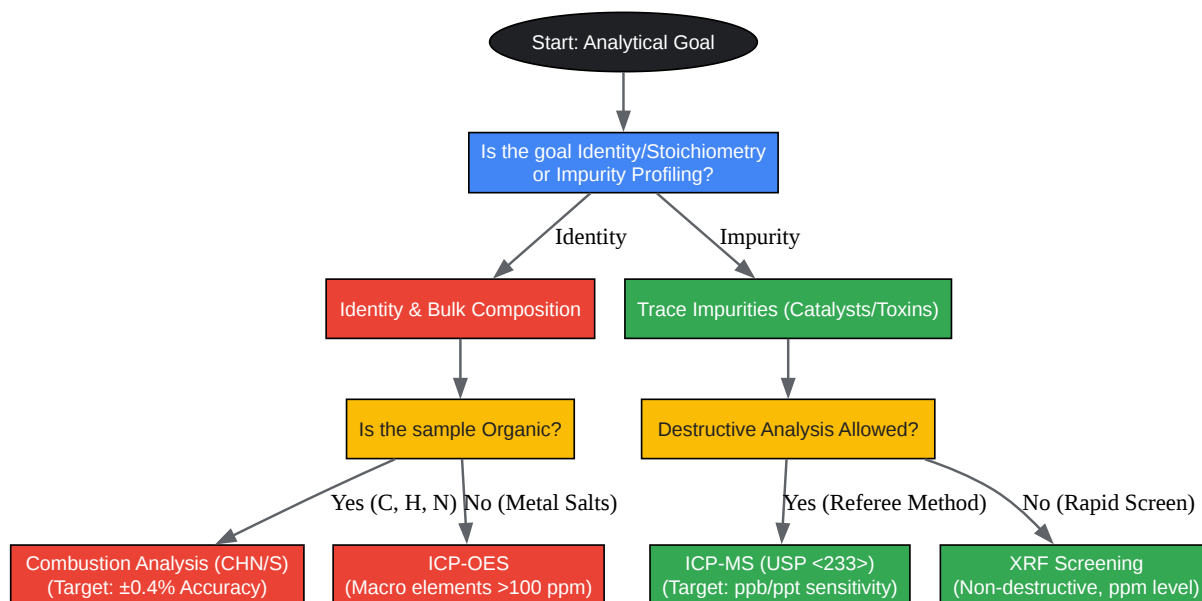 Start: Analytical Goal
Is the goal Identity/Stoichiometry
or Impurity Profiling?
Identity
Impurity
Identity & Bulk Composition
Trace Impurities (Catalysts/Toxins)
Is the sample Organic?
Destructive Analysis Allowed?
Yes (C, H, N)
No (Metal Salts)
Yes (Referee Method)
No (Rapid Screen)
Combustion Analysis (CHN/S)
(Target: ±0.4% Accuracy)
ICP-OES
(Macro elements >100 ppm)
ICP-MS (USP <233>)
(Target: ppb/ppt sensitivity)
XRF Screening
(Non-destructive, ppm level)